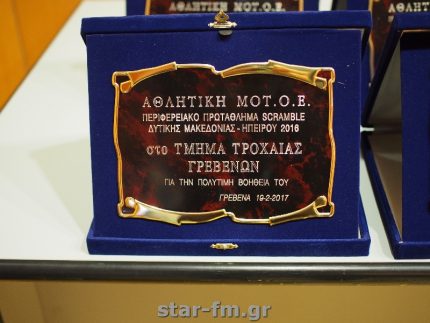 ΑΘΛΗΤΙΚΗ ΜΟΤ.Ο.Ε.
ΠΕΡΙΦΕΡΕΙΑΚΟ ΠΡΩΤΑΘΛΗΜΑ SCRAMBLE
ΔΥΤΙΚΗΣ ΜΑΚΕΔΟΝΙΑΣ-ΗΠΕΙΡΟΥ 2016
στο ΤΜΗΜΑ ΤΡΟΧΑΙΑΣ
ΓΡΕΒΕΝΩΝ
ΓΙΑ ΤΗΝ ΠΟΛΥΤΙΜΗ ΒΟΗΘΕΙΑ ΤΟΥ
ΓΡΕΒΕΝΑ 19-2-2017
star-fm.gr